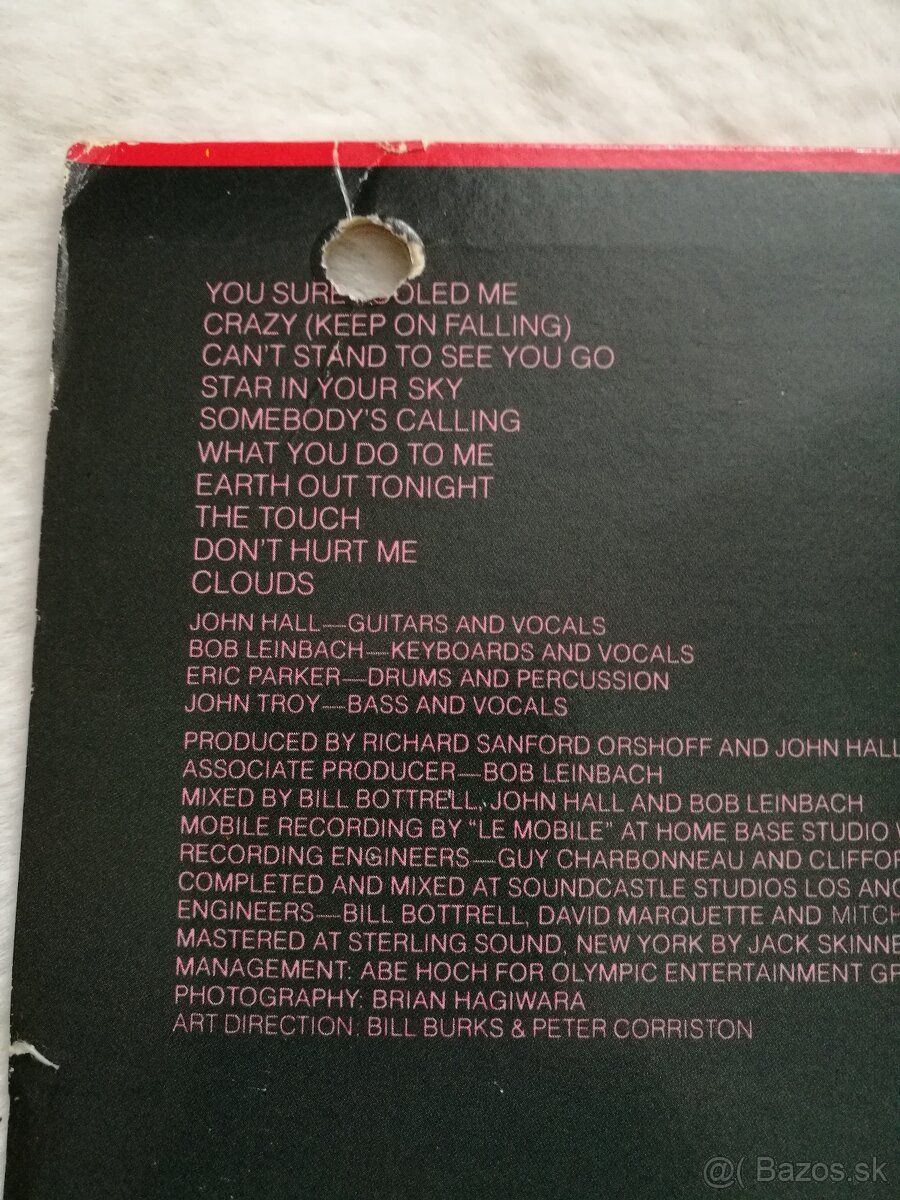 YOU SURE OLED ME
CRAZY (KEEP ON FALLING)
CAN'T STAND TO SEE YOU GO
STAR IN YOUR SKY
SOMEBODY'S CALLING
WHAT YOU DO TO ME
EARTH OUT TONIGHT
THE TOUCH
DON'T HURT ME
CLOUDS
JOHN HALL—GUITARS AND VOCALS
BOB LEINBACH—KEYBOARDS AND VOCALS
ERIC PARKER—DRUMS AND PERCUSSION
JOHN TROY—BASS AND VOCALS
PRODUCED BY RICHARD SANFORD ORSHOFF AND JOHN HALL
ASSOCIATE PRODUCER—BOB LEINBACH
MIXED BY BILL BOTTRELL, JOHN HALL AND BOB LEINBACH
MOBILE RECORDING BY "LE MOBILE" AT HOME BASE STUDIO
RECORDING ENGINEERS—GUY CHARBONNEAU AND CLIFFOR
COMPLETED AND MIXED AT SOUNDCASTLE STUDIOS LOS ANG
ENGINEERS—BILL BOTTRELL, DAVID MARQUETTE AND MITCH
MASTERED AT STERLING SOUND, NEW YORK BY JACK SKINNE
MANAGEMENT: ABE HOCH FOR OLYMPIC ENTERTAINMENT GR
PHOTOGRAPHY: BRIAN HAGIWARA
ART DIRECTION: BILL BURKS & PETER CORRISTON
@( Bazos.sk